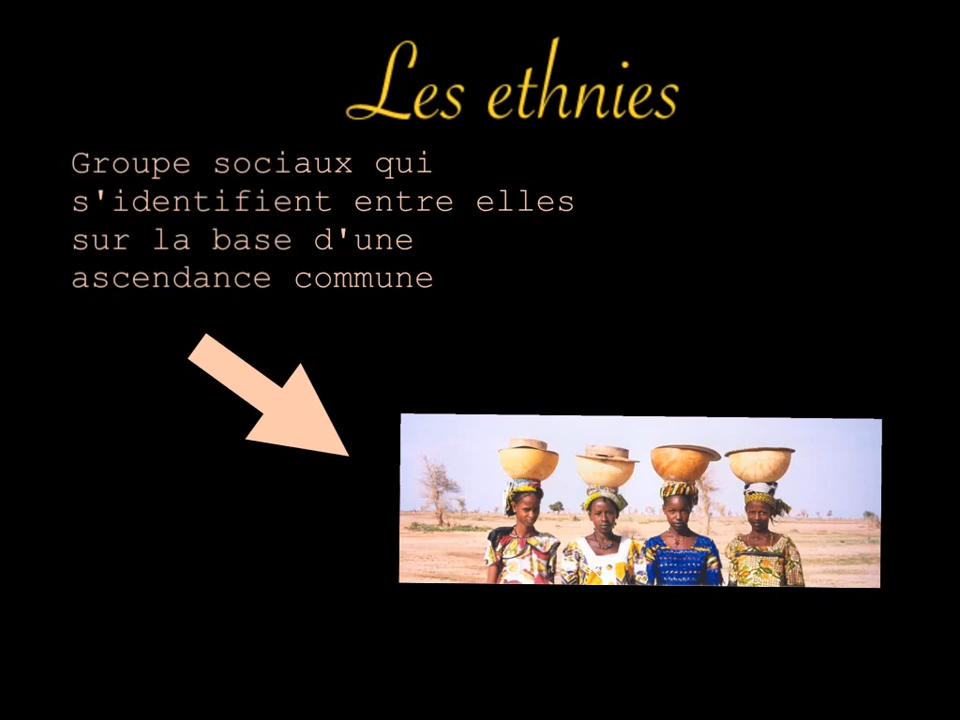 Les ethnies
Groupe sociaux qui
s'identifient entre elles
sur la base d'une
ascendance commune